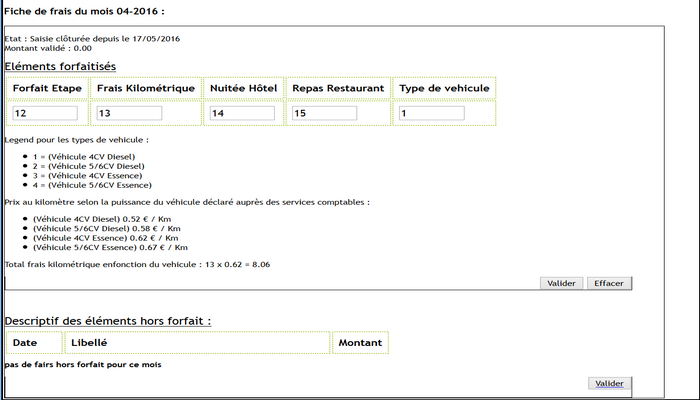 Fiche de frais du mois 04-2016 :
Etat : Saisie clôturée depuis le 17/05/2016
Montant validé : 0.00
Eléments forfaitisés
Forfait Etape Frais Kilométrique Nuitée Hôtel Repas Restaurant Type de vehicule
12 13 14 15 1
Legend pour les types de vehicule :
1 = (Véhicule 4CV Diesel)
2 = (Véhicule 5/6CV Diesel)
3 = (Véhicule 4CV Essence)
4 = (Véhicule 5/6CV Essence)
Prix au kilomètre selon la puissance du véhicule déclaré auprès des services comptables :
(Véhicule 4CV Diesel) 0.52 € / Km
(Véhicule 5/6CV Diesel) 0.58 € / Km
(Véhicule 4CV Essence) 0.62 € / Km
(Véhicule 5/6CV Essence) 0.67 € / Km
Total frais kilométrique enfonction du vehicule : 13 x 0.62 = 8.06
Valider Effacer
Descriptif des éléments hors forfait :
Date Libellé Montant
pas de fairs hors forfait pour ce mois
Valider